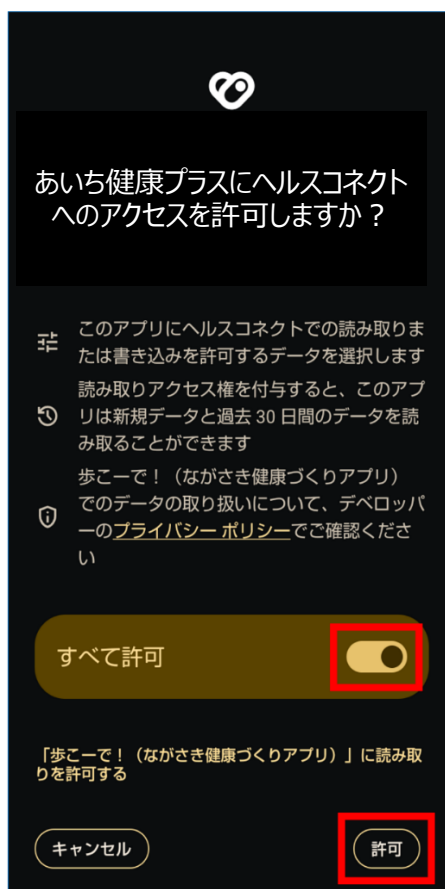 あいち健康プラスにヘルスコネクト
へのアクセスを許可しますか？
このアプリにヘルスコネクトでの読み取りま
たは書き込みを許可するデータを選択します
読み取りアクセス権を付与すると、このアプ
リは新規データと過去 30 日間のデータを読
み取ることができます
歩こーで！（ながさき健康づくりアプリ）
でのデータの取り扱いについて、デベロッパ
ーのプライバシー ポリシーでご確認くださ
い
すべて許可
「歩こーで！（ながさき健康づくりアプリ）」に読み取
りを許可する
キャンセル
許可